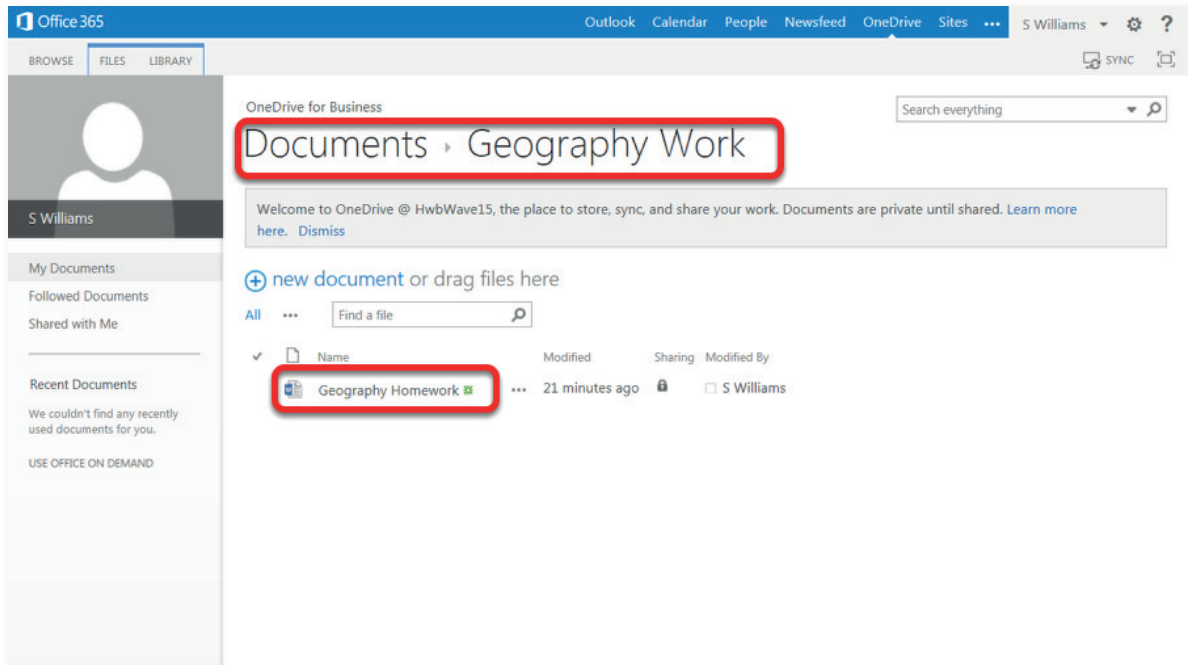 Office 365
Outlook Calendar People Newsfeed OneDrive Sites ••• S Williams ?
BROWSE FILES LIBRARY SYNC
OneDrive for Business
Search everything
Documents Geography Work
S Williams
Welcome to OneDrive @ HwbWave15, the place to store, sync, and share your work. Documents are private until shared. Learn more
here. Dismiss
My Documents
Followed Documents
Shared with Me
Recent Documents
We couldn't find any recently
used documents for you.
USE OFFICE ON DEMAND
new document or drag files here
All ••• Find a file
Name Modified Sharing Modified By
Geography Homework ••• 21 minutes ago S Williams